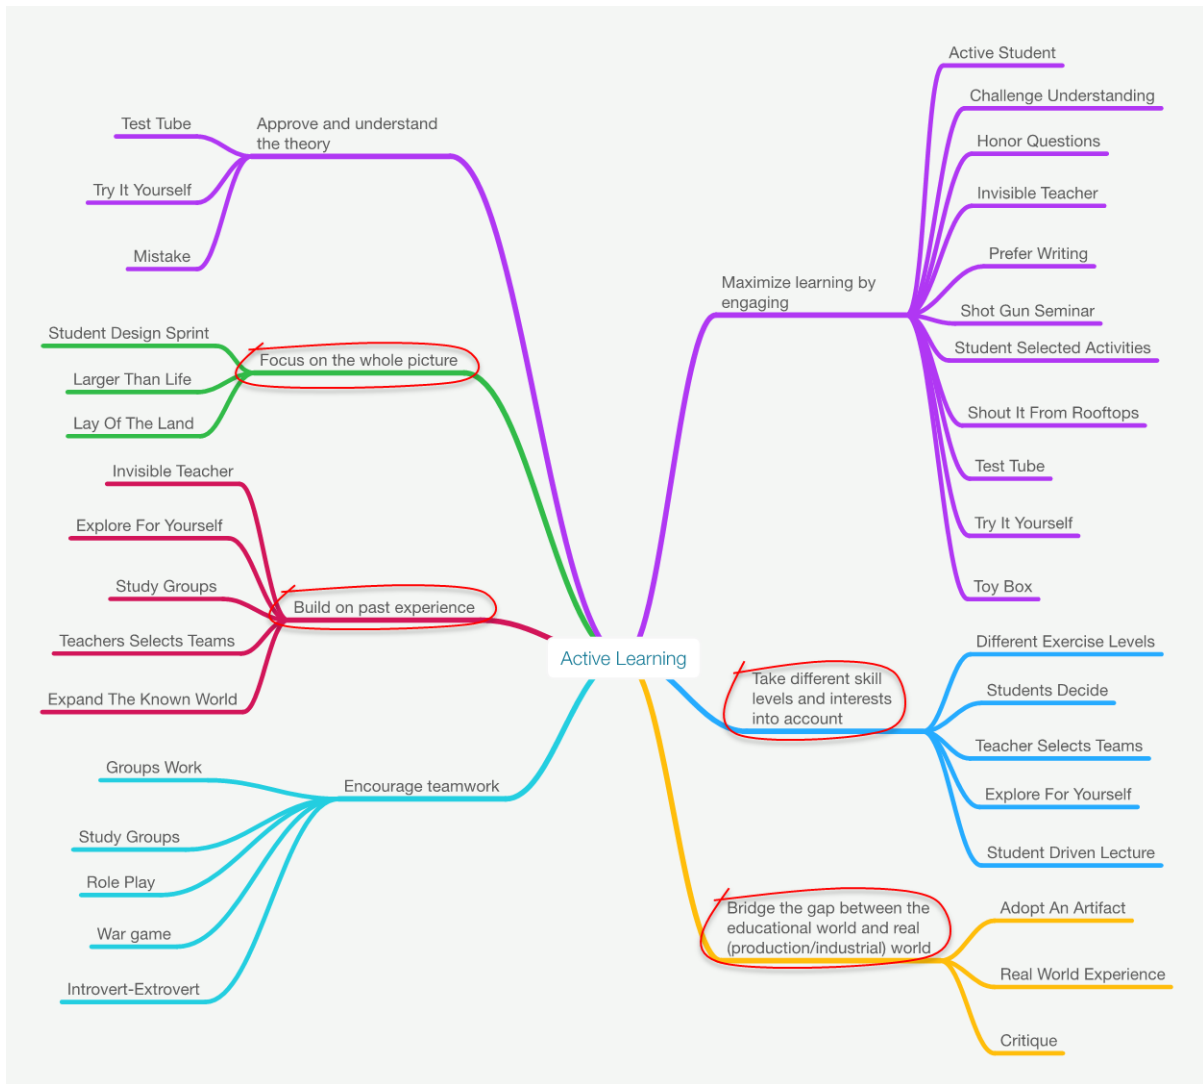 Active Learning
Approve and understand
the theory
Test Tube
Try It Yourself
Mistake
Focus on the whole picture
Student Design Sprint
Larger Than Life
Lay Of The Land
Build on past experience
Invisible Teacher
Explore For Yourself
Study Groups
Teachers Selects Teams
Expand The Known World
Encourage teamwork
Groups Work
Study Groups
Role Play
War game
Introvert-Extrovert
Maximize learning by
engaging
Active Student
Challenge Understanding
Honor Questions
Invisible Teacher
Prefer Writing
Shot Gun Seminar
Student Selected Activities
Shout It From Rooftops
Test Tube
Try It Yourself
Toy Box
Take different skill
levels and interests
into account
Different Exercise Levels
Students Decide
Teacher Selects Teams
Explore For Yourself
Student Driven Lecture
Bridge the gap between the
educational world and real
(production/industrial) world
Adopt An Artifact
Real World Experience
Critique